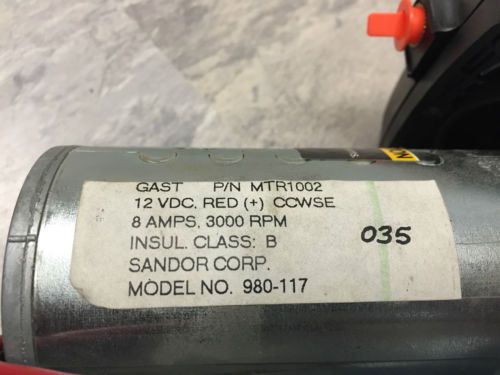 GAST P/N MTR1002
12 VDC, RED (+) CCWSE
8 AMPS, 3000 RPM
INSUL. CLASS: B
035
SANDOR CORP.
MODEL NO. 980-117